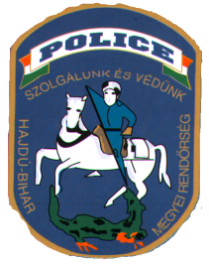 POLICE
SZOLGÁLUNK ÉS VÉDÜNK
HAJDÚ-BIHAR
MEGYEI RENDŐRSÉG